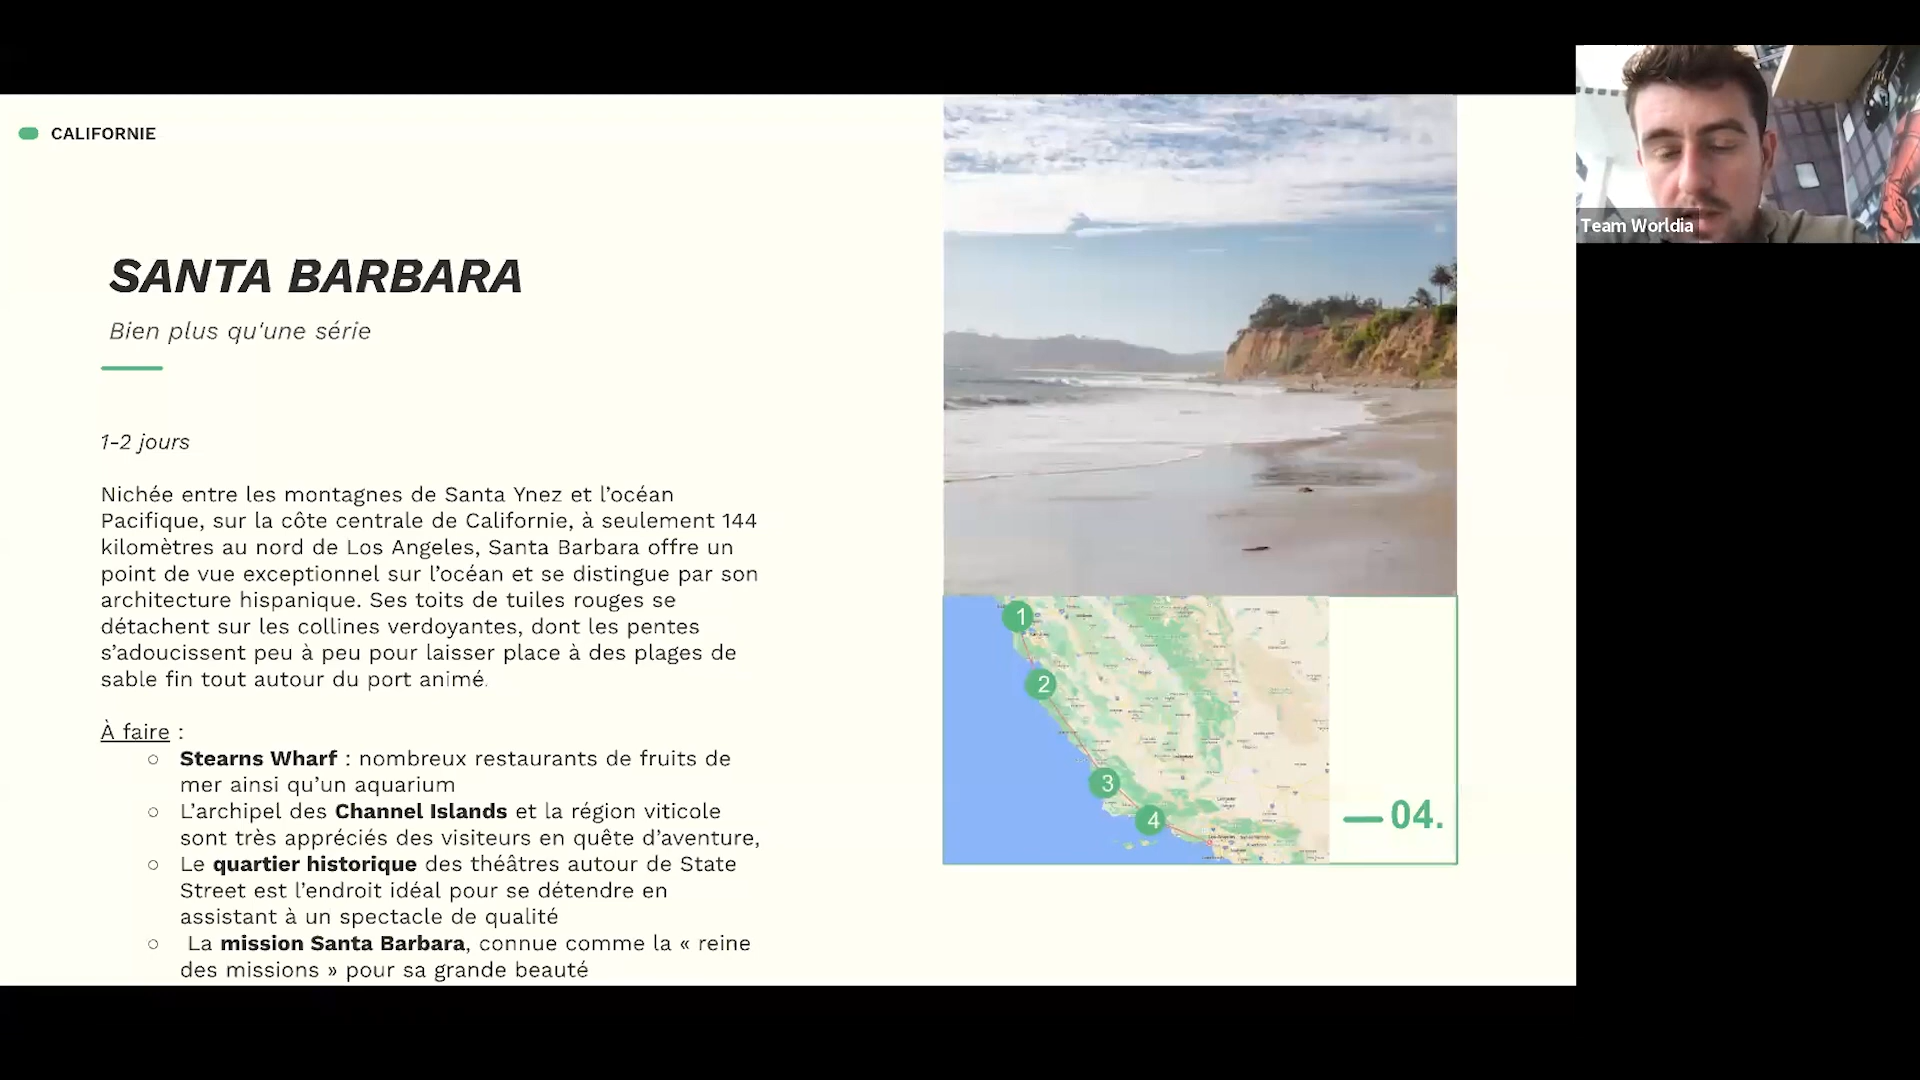 CALIFORNIE
SANTA BARBARA
Bien plus qu'une série
1-2 jours
Nichée entre les montagnes de Santa Ynez et l’océan
Pacifique, sur la côte centrale de Californie, à seulement 144
kilomètres au nord de Los Angeles, Santa Barbara offre un
point de vue exceptionnel sur l’océan et se distingue par son
architecture hispanique. Ses toits de tuiles rouges se
détachent sur les collines verdoyantes, dont les pentes
s’adoucissent peu à peu pour laisser place à des plages de
sable fin tout autour du port animé.
À faire :
○ Stearns Wharf : nombreux restaurants de fruits de
mer ainsi qu’un aquarium
○ L’archipel des Channel Islands et la région viticole
sont très appréciés des visiteurs en quête d’aventure,
○ Le quartier historique des théâtres autour de State
Street est l’endroit idéal pour se détendre en
assistant à un spectacle de qualité
○ La mission Santa Barbara, connue comme la « reine
des missions » pour sa grande beauté
1
2
3
4
04.
Team Worldia